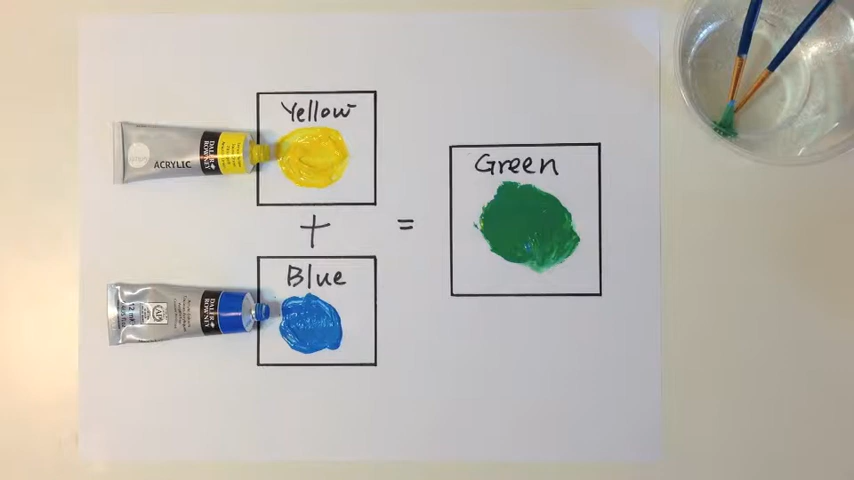 Yellow
ACRYLIC
DALER
ROWNEY
+
=
Green
Blue
DALER
ROWNEY